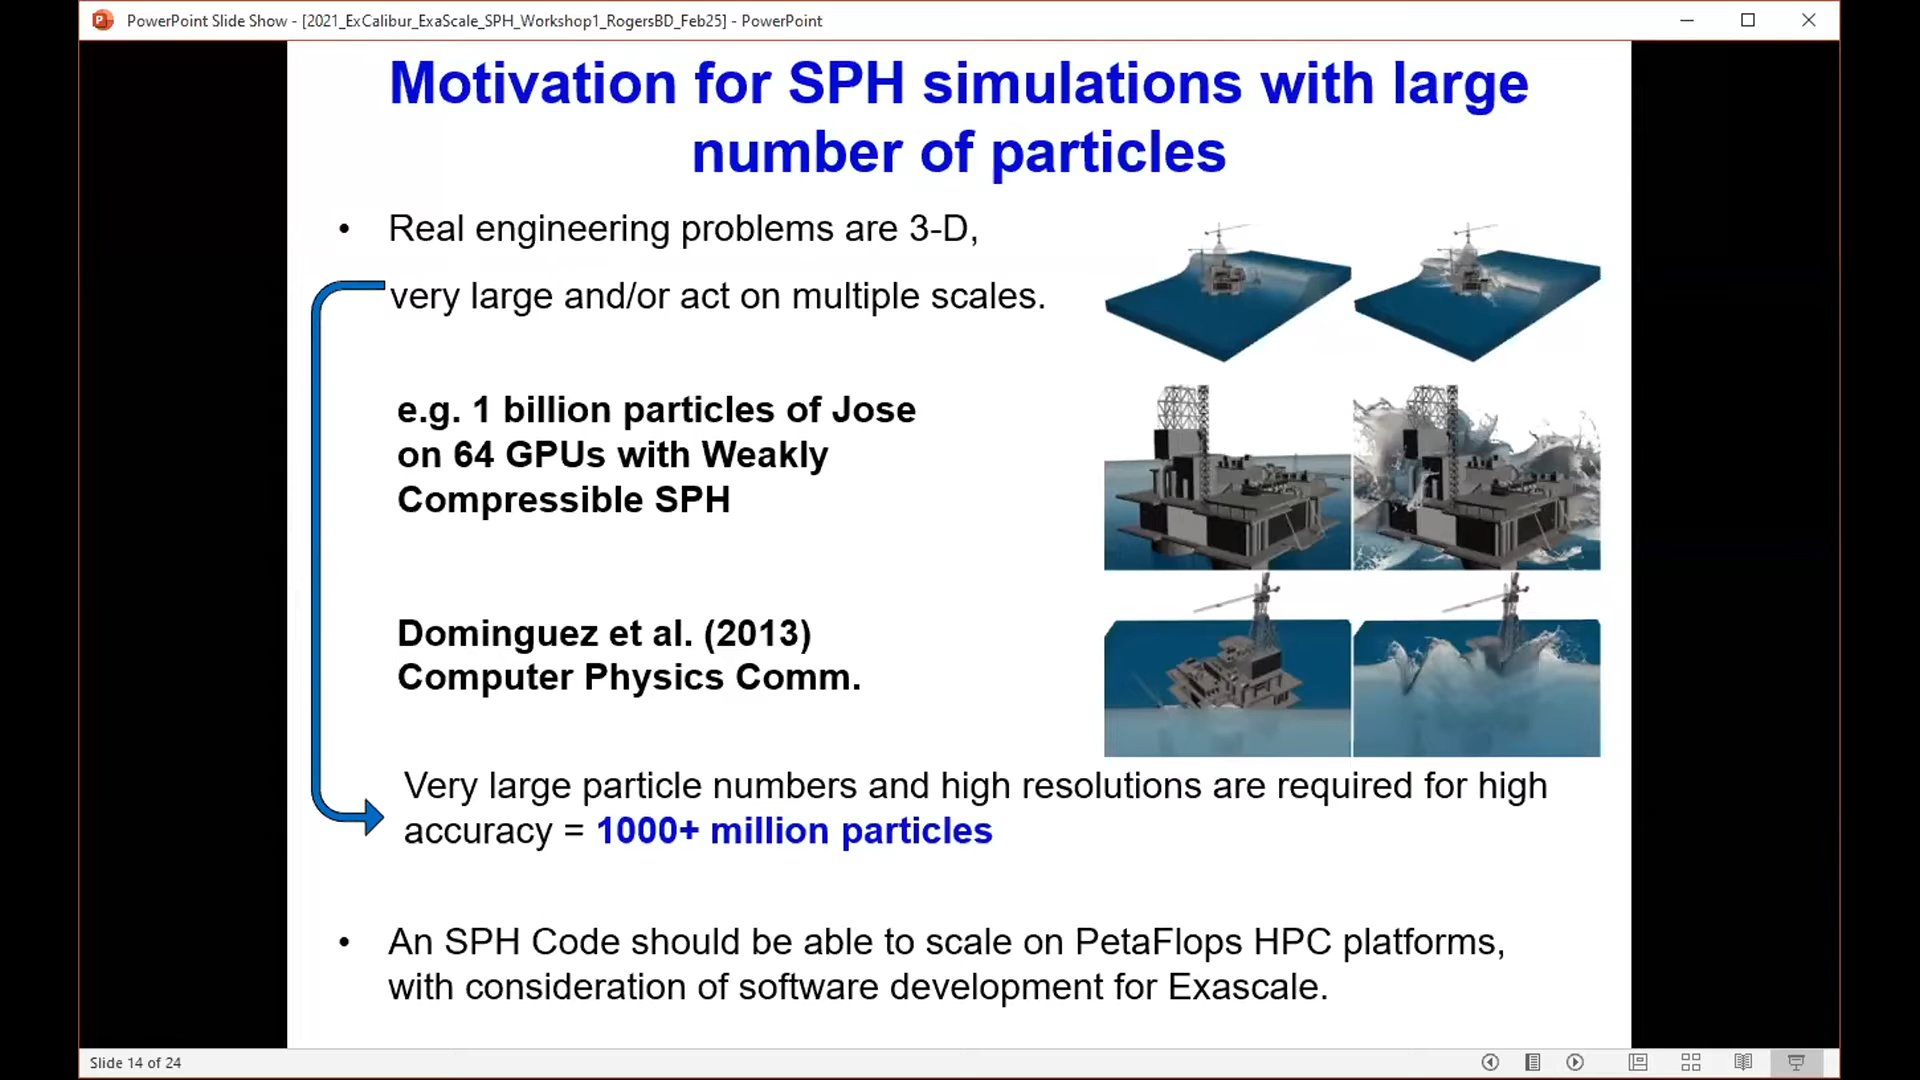 PowerPoint Slide Show - [2021_ExCalibur_ExaScale_SPH_Workshop1_RogersBD_Feb25] - PowerPoint
Motivation for SPH simulations with large
number of particles
• Real engineering problems are 3-D,
very large and/or act on multiple scales.
e.g. 1 billion particles of Jose
on 64 GPUs with Weakly
Compressible SPH
Dominguez et al. (2013)
Computer Physics Comm.
Very large particle numbers and high resolutions are required for high
accuracy = 1000+ million particles
• An SPH Code should be able to scale on PetaFlops HPC platforms,
with consideration of software development for Exascale.
Slide 14 of 24